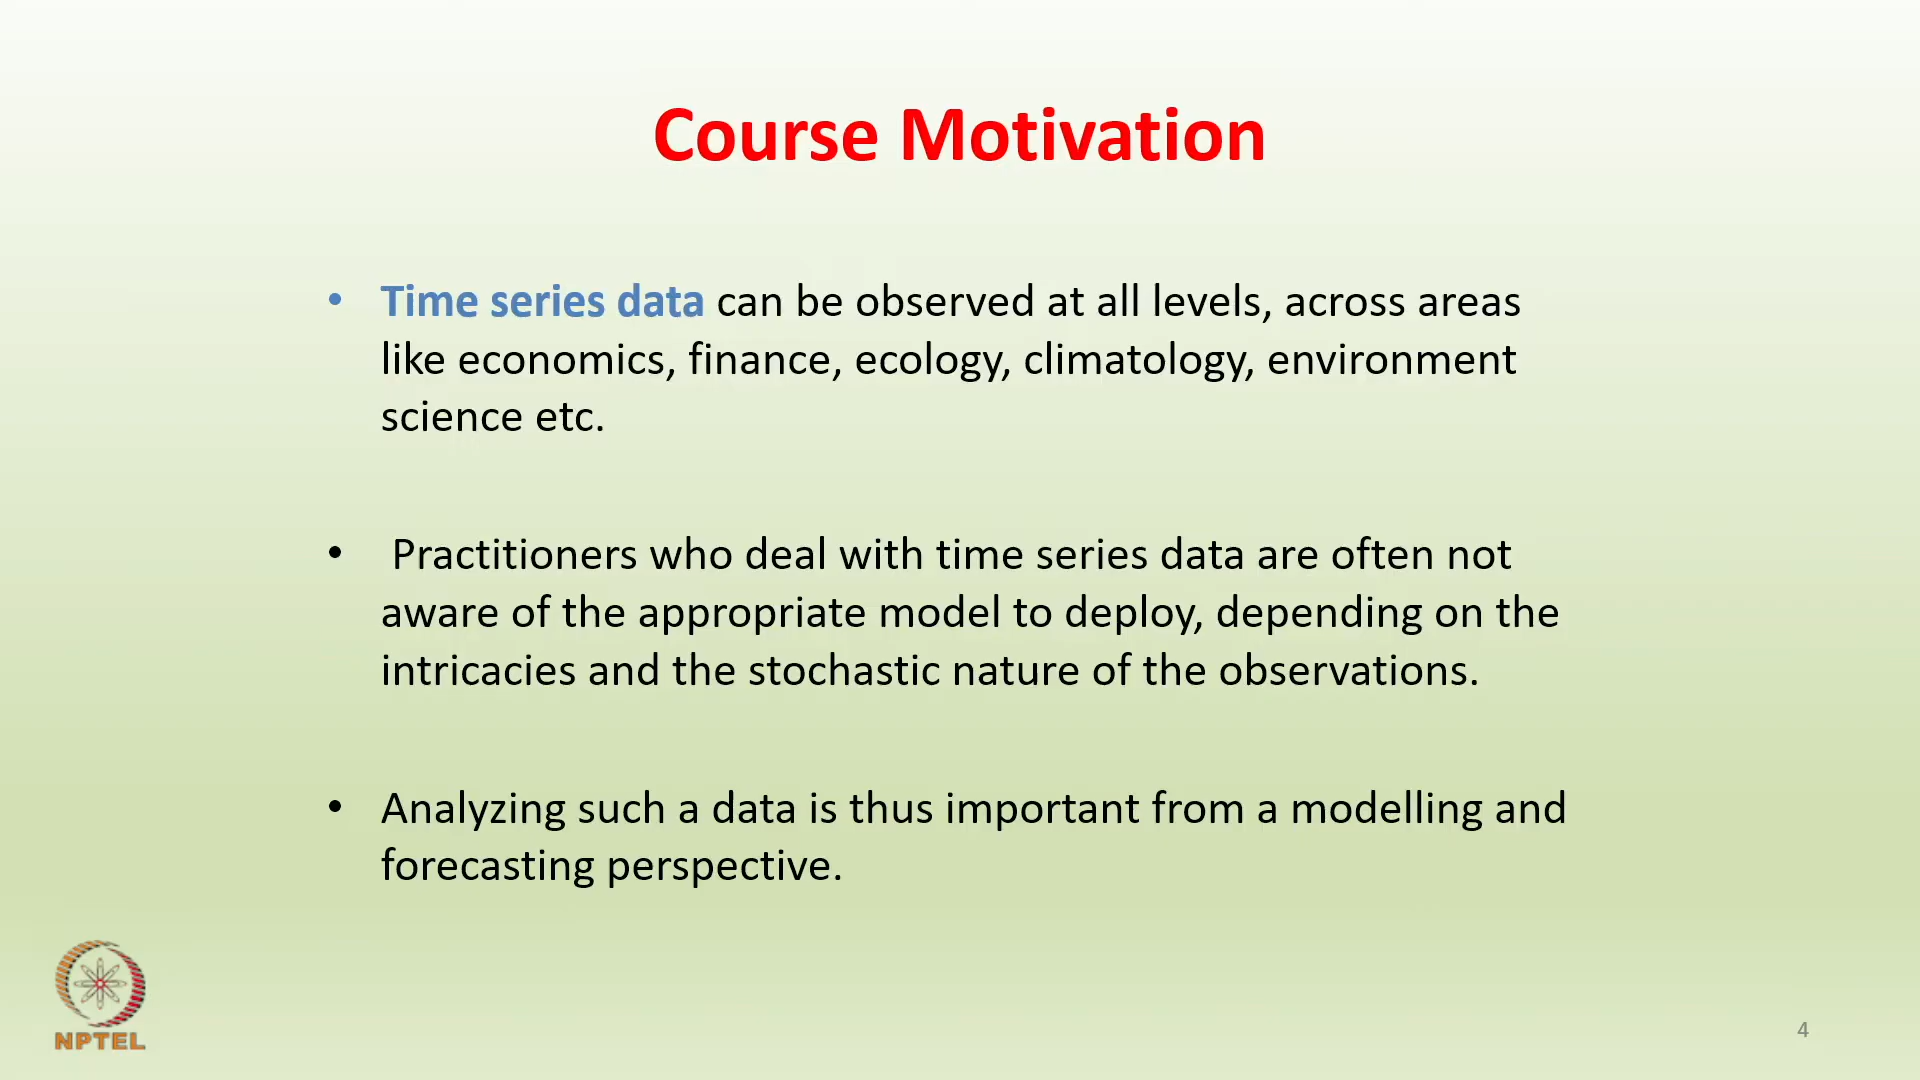 Course Motivation
• Time series data can be observed at all levels, across areas
like economics, finance, ecology, climatology, environment
science etc.
• Practitioners who deal with time series data are often not
aware of the appropriate model to deploy, depending on the
intricacies and the stochastic nature of the observations.
• Analyzing such a data is thus important from a modelling and
forecasting perspective.
NPTEL
4